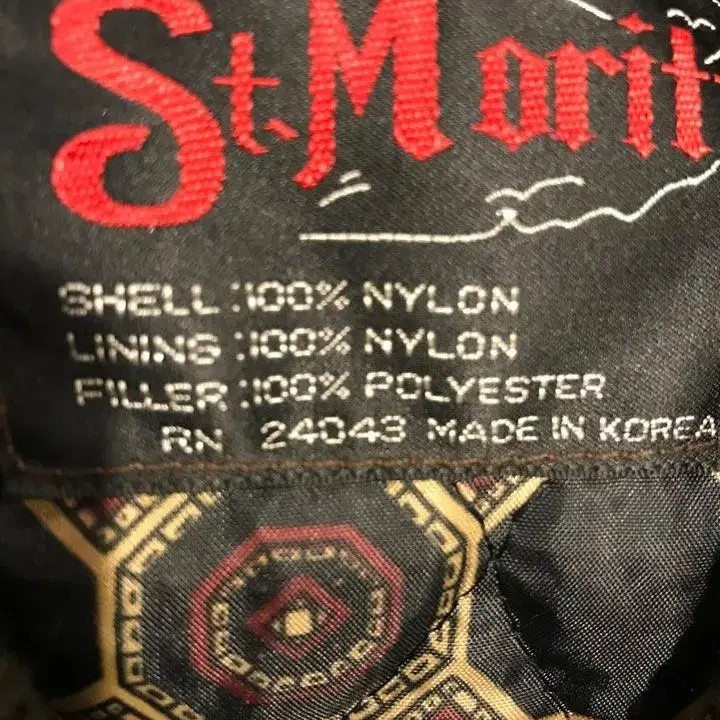 St. Morit
SHELL : 100% NYLON
LINING : 100% NYLON
FILLER : 100% POLYESTER
RN 24043 MADE IN KOREA